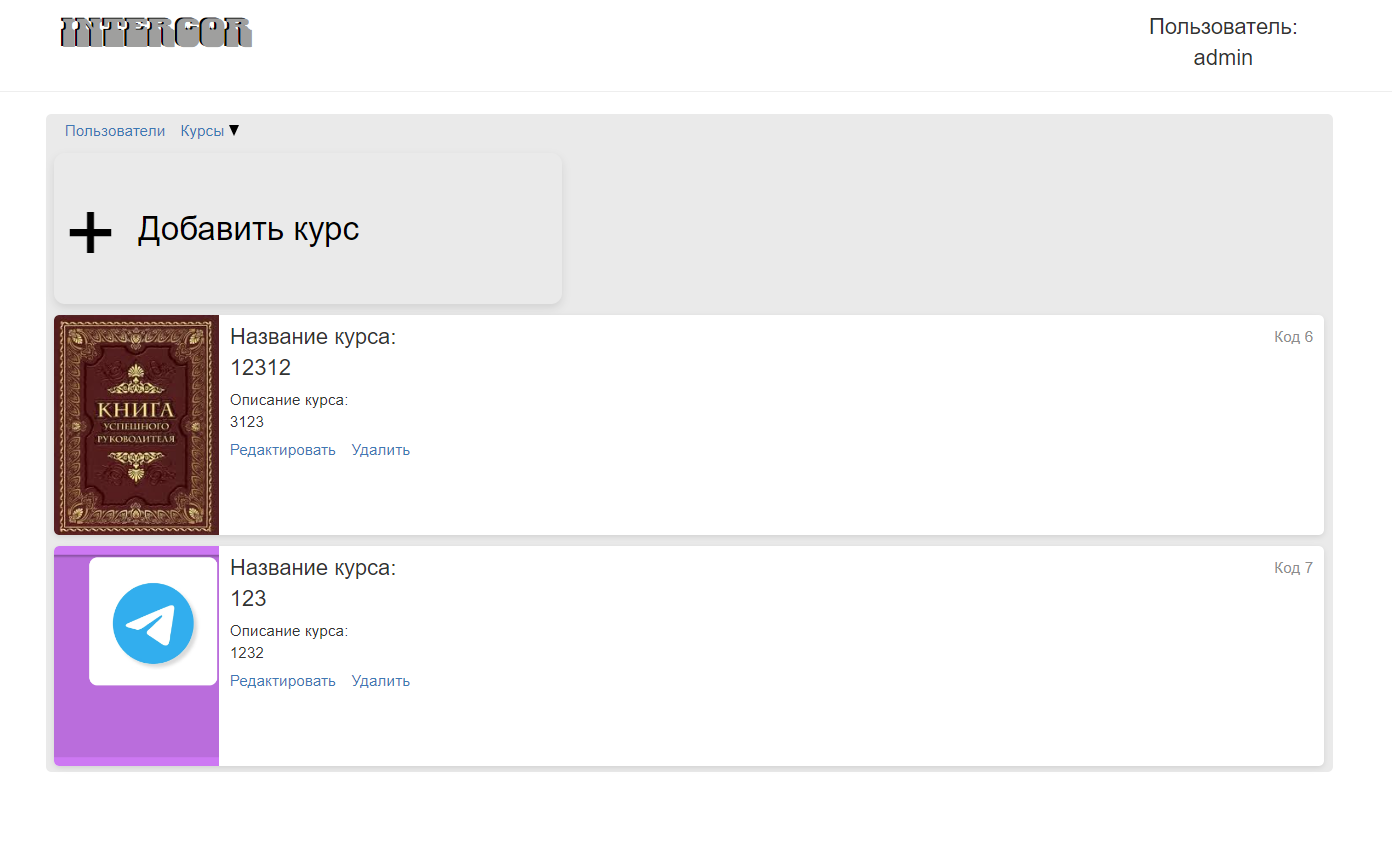 INTERCOR
Пользователь:
admin
Пользователи Курсы ▼
+ Добавить курс
КНИГА
УСПЕШНОГО
РУКОВОДИТЕЛЯ
Название курса:
12312
Код 6
Описание курса:
3123
Редактировать Удалить
Название курса:
123
Код 7
Описание курса:
1232
Редактировать Удалить